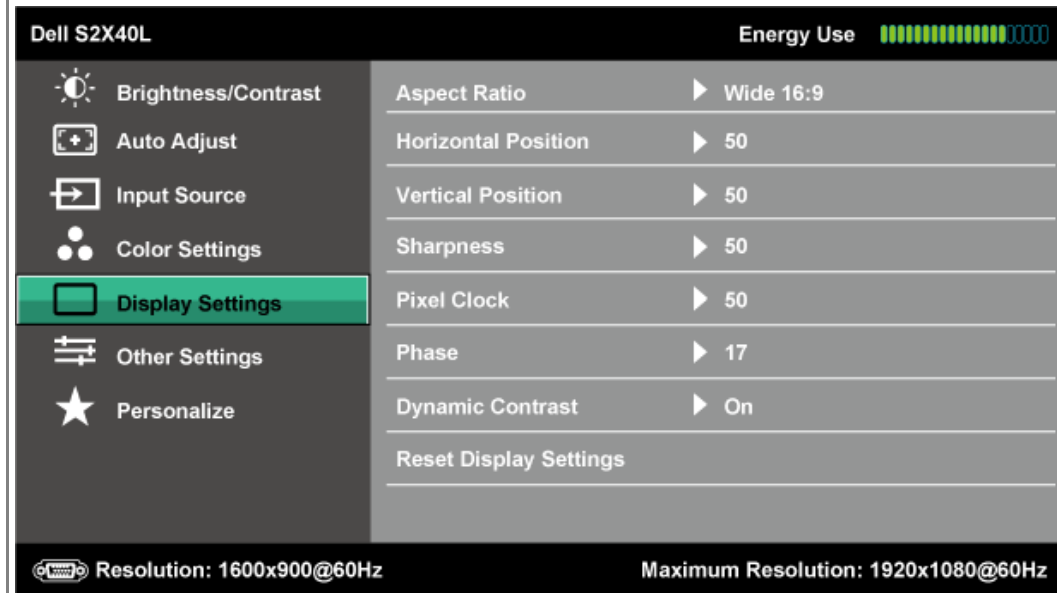 Dell S2X40L Energy Use
Brightness/Contrast
Auto Adjust
Input Source
Color Settings
Display Settings
Other Settings
Personalize
Aspect Ratio Wide 16:9
Horizontal Position 50
Vertical Position 50
Sharpness 50
Pixel Clock 50
Phase 17
Dynamic Contrast On
Reset Display Settings
Resolution: 1600x900@60Hz Maximum Resolution: 1920x1080@60Hz